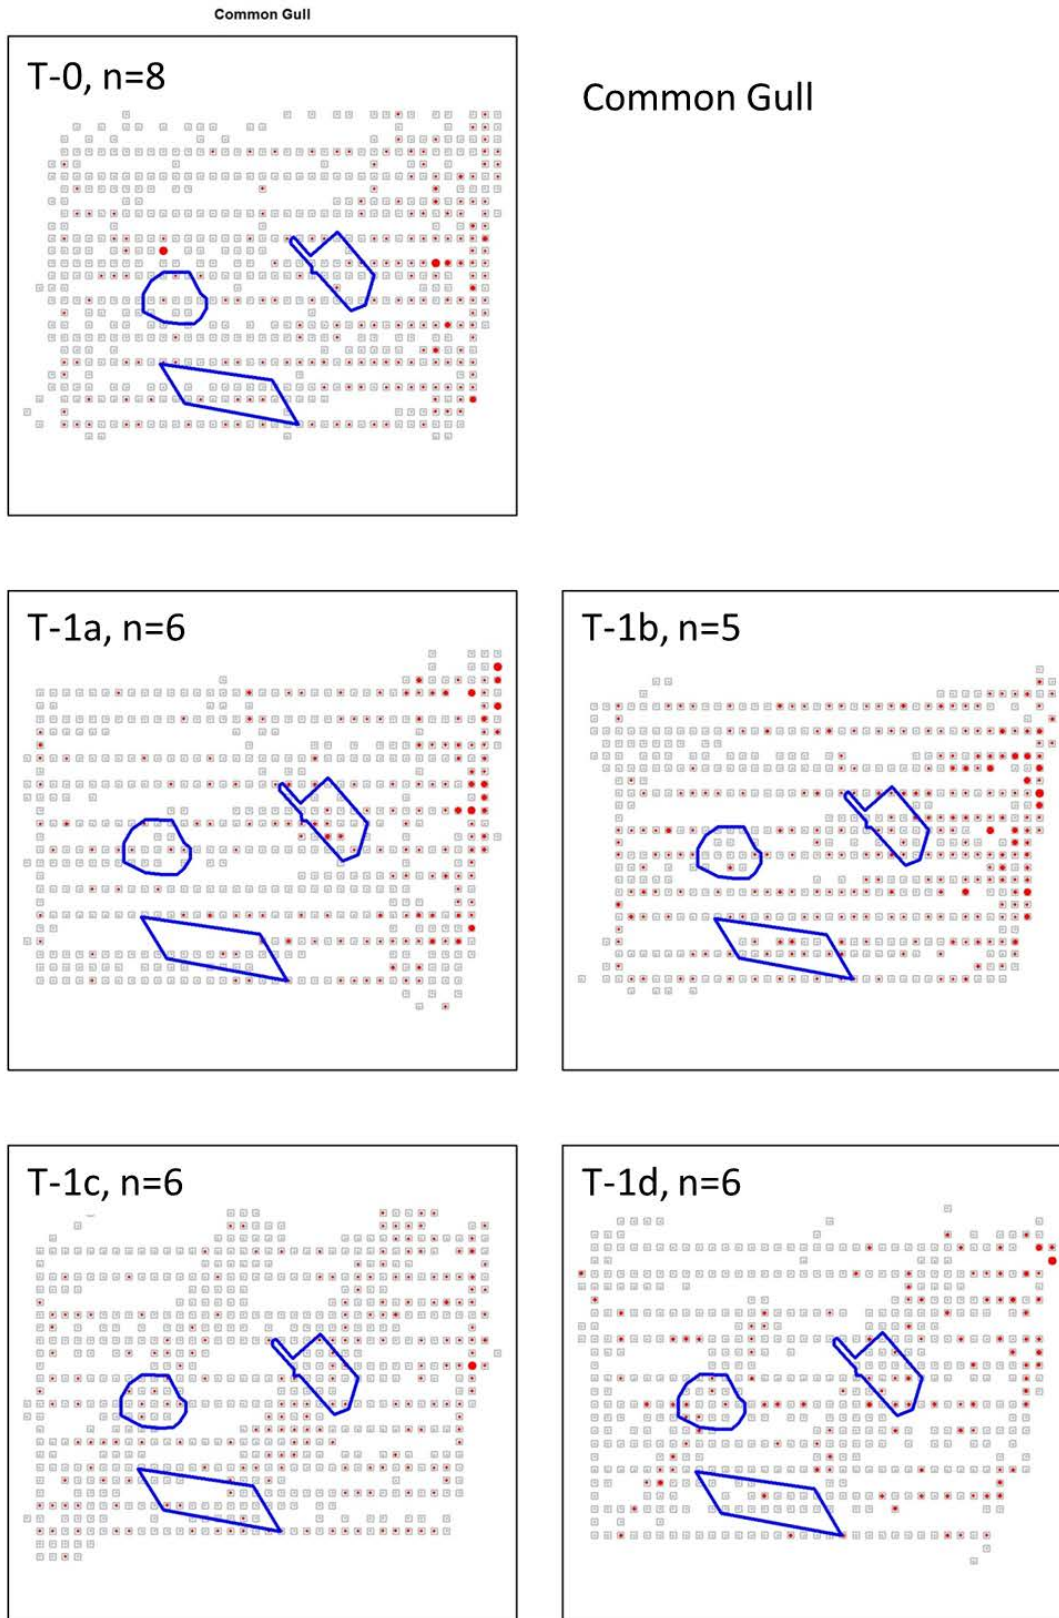 Common Gull
T-0, n=8
Common Gull
T-1a, n=6
T-1b, n=5
T-1c, n=6
T-1d, n=6